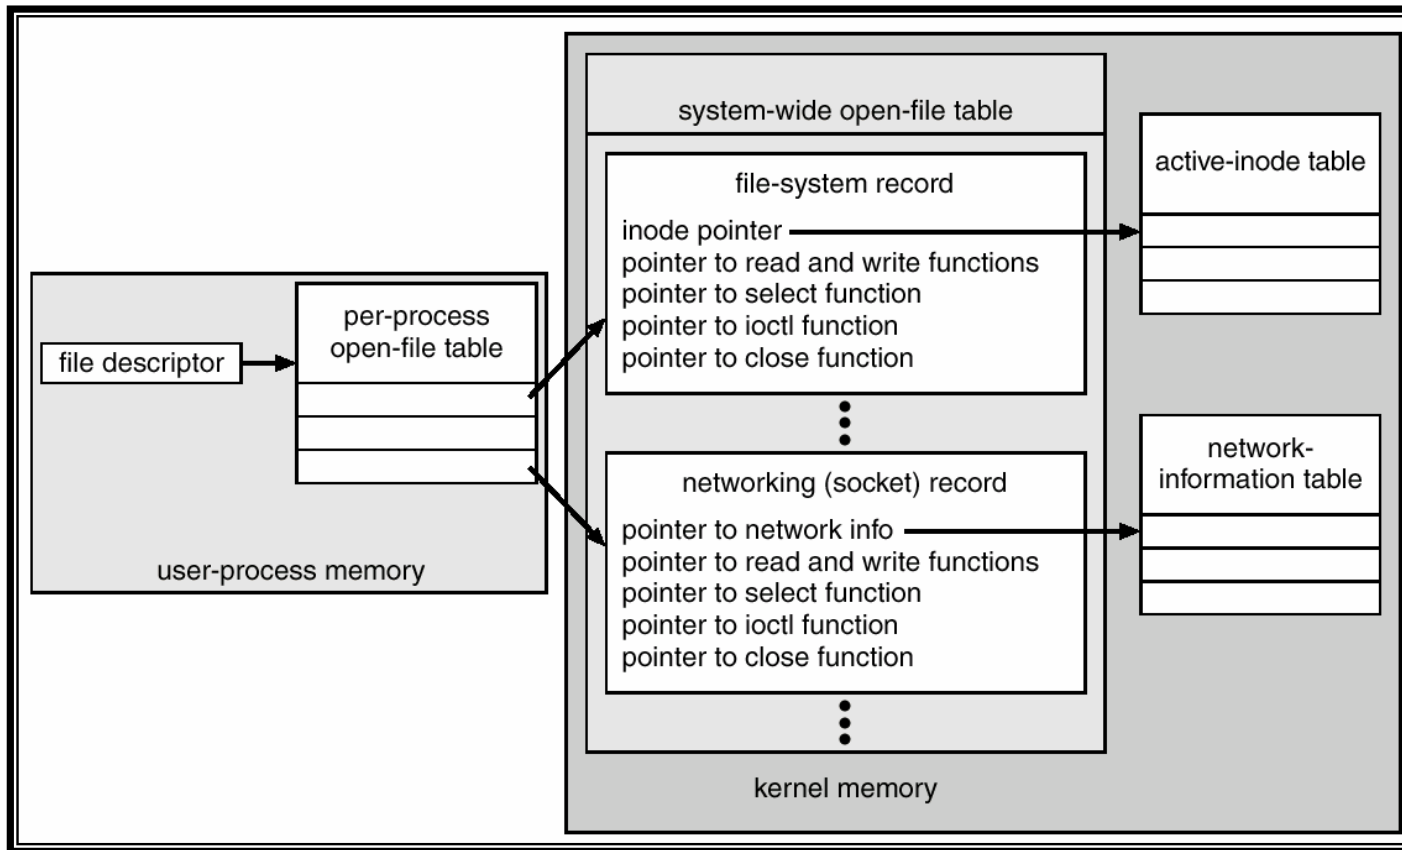 file descriptor
per-process
open-file table
user-process memory
system-wide open-file table
file-system record
inode pointer
pointer to read and write functions
pointer to select function
pointer to ioctl function
pointer to close function
networking (socket) record
pointer to network info
pointer to read and write functions
pointer to select function
pointer to ioctl function
pointer to close function
kernel memory
active-inode table
network-
information table